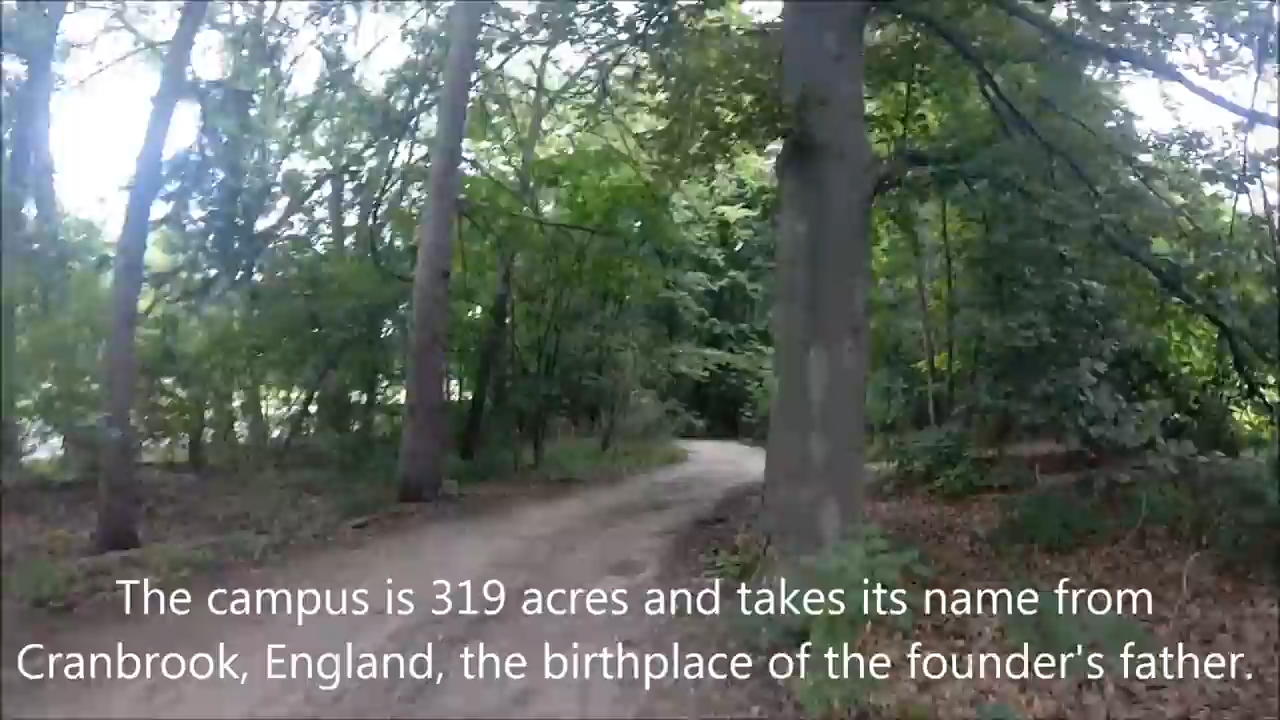 The campus is 319 acres and takes its name from
Cranbrook, England, the birthplace of the founder's father.